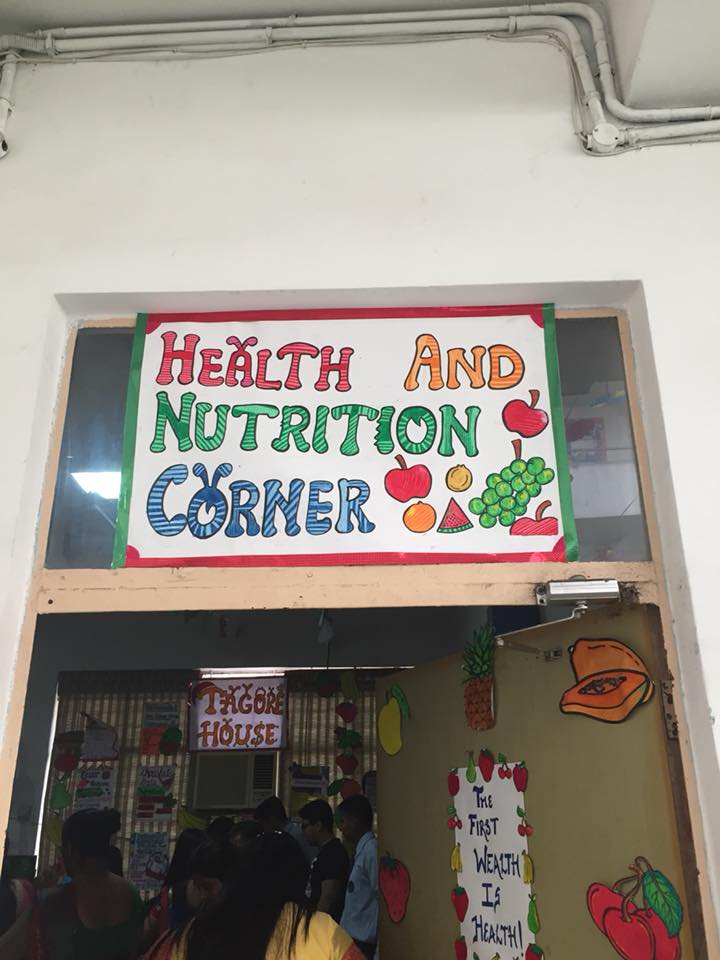 HEALTH AND
NUTRITION
CORNER
TAGORE
HOUSE
THE
FIRST
WEALTH
IS
HEALTH!